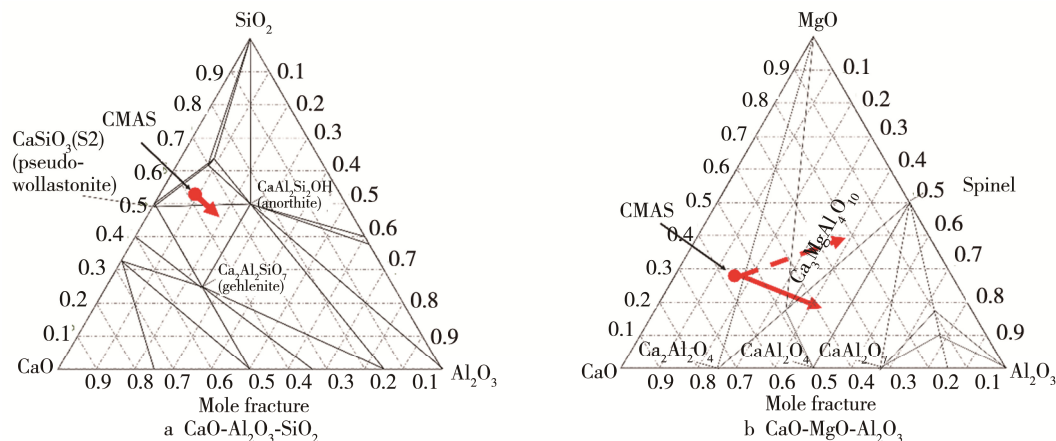 SiO₂
0.9
0.1
0.8
0.2
CMAS
0.7
0.3
CaSiO₃(S2)
(pseudo-
wollastonite)
0.6
0.4
CaAl₂Si₂OH
(anorthite)
0.5
0.5
0.4
0.6
0.3
0.7
Ca₂Al₂SiO₇
(gehlenite)
0.2
0.8
0.1
0.9
CaO
Al₂O₃
0.9 0.8 0.7 0.6 0.5 0.4 0.3 0.2 0.1
Mole fracture
a CaO-Al₂O₃-SiO₂
MgO
0.9
0.1
0.8
0.2
0.7
0.3
0.6
0.4
0.5
0.5
Spinel
CMAS
0.4
0.6
Ca₃MgAl₄O₁₀
0.3
0.7
0.2
0.8
0.1
0.9
Ca₂Al₂O₄
CaAl₂O₄
CaAl₂O₇
CaO
Al₂O₃
0.9 0.8 0.7 0.6 0.5 0.4 0.3 0.2 0.1
Mole fracture
b CaO-MgO-Al₂O₃